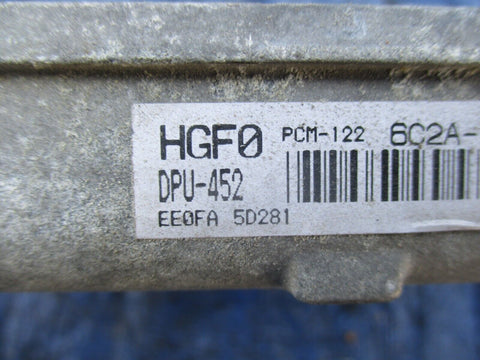 HGF0 PCM-122 6C2A-
DPU-452
EE0FA 5D281